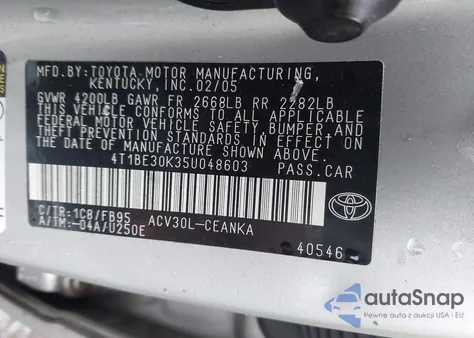 MFD.BY:TOYOTA MOTOR MANUFACTURING,
KENTUCKY, INC.02/05
GVWR 4200LB GAWR FR 2668LB RR 2282LB
THIS VEHICLE CONFORMS TO ALL APPLICABLE
FEDERAL MOTOR VEHICLE SAFETY, BUMPER, AND
THEFT PREVENTION STANDARDS IN EFFECT ON
THE DATE OF MANUFACTURE SHOWN ABOVE.
4T1BE30K35U048603 PASS.CAR
C/TR:1C8/FB95 ACV30L-CEANKA
A/TM:-04A/U250E
TOYOTA
40546
autoSnap
Pewne auta z aukcji USA i EU